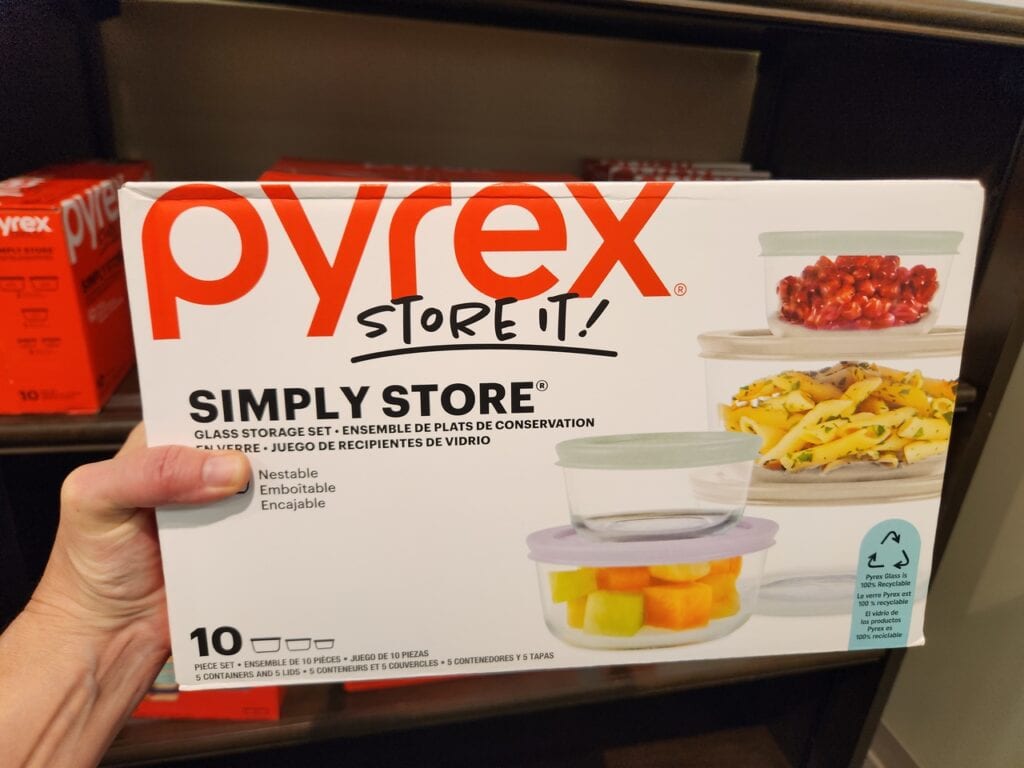 pyrex®
STORE IT!
SIMPLY STORE®
GLASS STORAGE SET • ENSEMBLE DE PLATS DE CONSERVATION
EN VERRE • JUEGO DE RECIPIENTES DE VIDRIO
Nestable
Emboîtable
Encajable
10
PIECE SET • ENSEMBLE DE 10 PIÈCES • JUEGO DE 10 PIEZAS
5 CONTAINERS AND 5 LIDS • 5 CONTENEURS ET 5 COUVERCLES • 5 CONTENEDORES Y 5 TAPAS
Pyrex Glass is
100% Recyclable
Le verre Pyrex est
100 % recyclable
El vidrio de
los productos
Pyrex es
100% reciclable
yrex
pyre
10